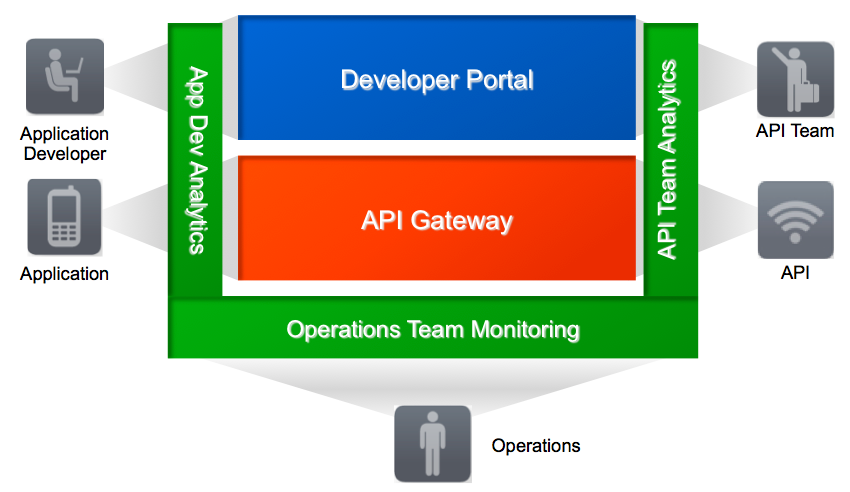 Developer Portal
App Dev Analytics
API Team Analytics
Application
Developer
API Team
API Gateway
Application
API
Operations Team Monitoring
Operations